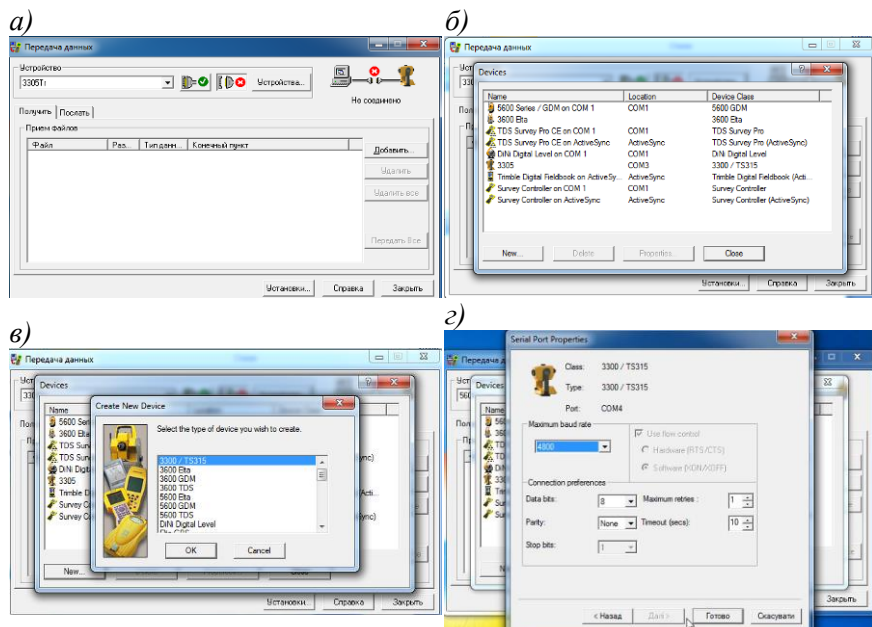 а)
Передача данных
Устройство
3305T:
Устройства...
Не соединено
Получить Послать
Прием файлов
Файл Раз... Тип данн... Конечный пункт
Добавить...
Удалить
Удалить все
Передать Все
Установки... Справка Закрыть
б)
Передача данных
Devices
Name Location Device Class
5600 Series / GDM on COM 1 COM1 5600 GDM
3600 Elta 3600 Elta
TDS Survey Pro CE on COM 1 COM1 TDS Survey Pro
TDS Survey Pro CE on ActiveSync ActiveSync TDS Survey Pro (ActiveSync)
DiNi Digital Level on COM 1 COM1 DiNi Digital Level
3305 COM3 3300 / TS315
Trimble Digital Fieldbook on ActiveSy... ActiveSync Trimble Digital Fieldbook (Acti...
Survey Controller on COM 1 COM1 Survey Controller
Survey Controller on ActiveSync ActiveSync Survey Controller (ActiveSync)
New... Delete Properties... Close
Установки... Справка Закрыть
в)
Передача данных
Devices
Name
Create New Device
Select the type of device you wish to create.
3300 / TS315
3600 Elta
3600 GDM
3600 TDS
5600 Elta
5600 GDM
5600 TDS
DiNi Digital Level
OK Cancel
New...
Установки... Справка Закрыть
г)
Serial Port Properties
Class: 3300 / TS315
Type: 3300 / TS315
Port: COM4
Maximum baud rate
4800
Use flow control
Hardware (RTS/CTS)
Software (XON/XOFF)
Connection preferences
Data bits: 8 Maximum retries : 1
Parity: None Timeout (secs): 10
Stop bits: 1
< Назад Далі > Готово Скасувати
Devices
Name
Закрыть